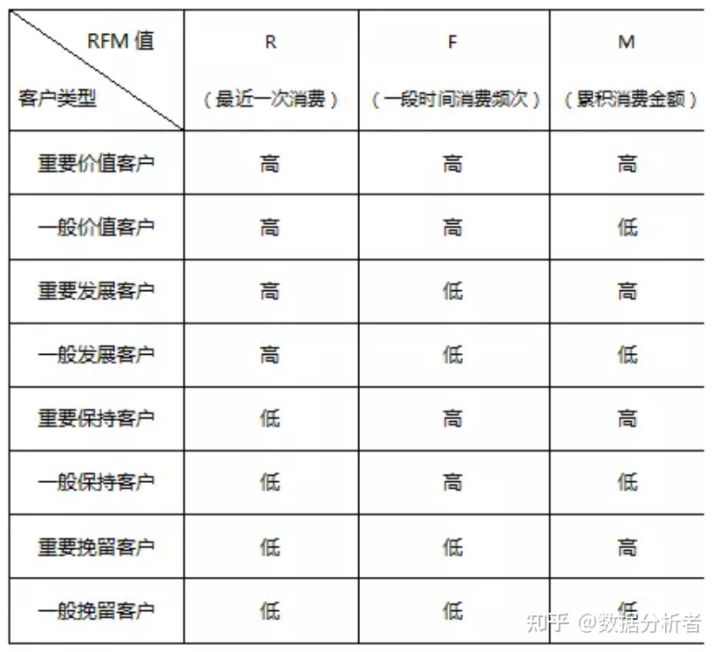 RFM 值 R F M
客户类型 （最近一次消费） （一段时间消费频次） （累积消费金额）
重要价值客户 高 高 高
一般价值客户 高 高 低
重要发展客户 高 低 高
一般发展客户 高 低 低
重要保持客户 低 高 高
一般保持客户 低 高 低
重要挽留客户 低 低 高
一般挽留客户 低 低 低
知乎 @数据分析者